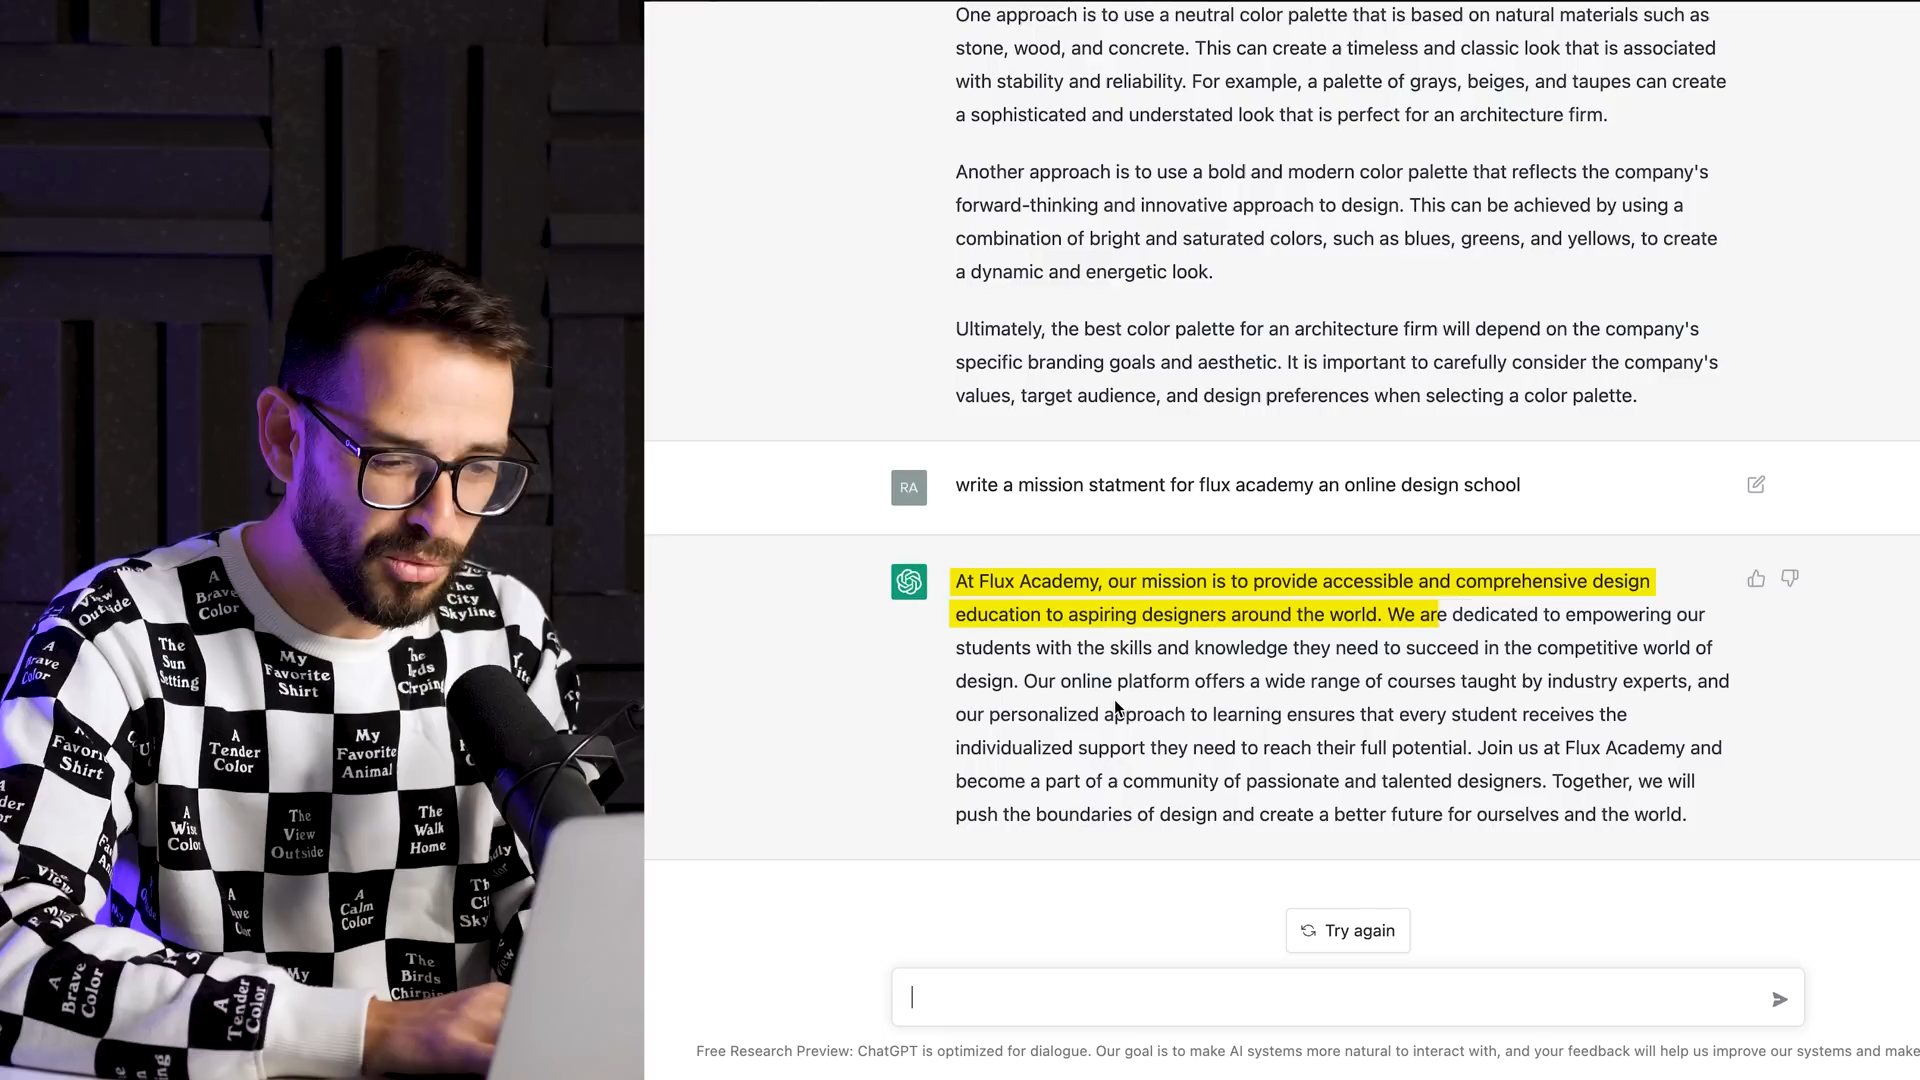 One approach is to use a neutral color palette that is based on natural materials such as
stone, wood, and concrete. This can create a timeless and classic look that is associated
with stability and reliability. For example, a palette of grays, beiges, and taupes can create
a sophisticated and understated look that is perfect for an architecture firm.
Another approach is to use a bold and modern color palette that reflects the company's
forward-thinking and innovative approach to design. This can be achieved by using a
combination of bright and saturated colors, such as blues, greens, and yellows, to create
a dynamic and energetic look.
Ultimately, the best color palette for an architecture firm will depend on the company's
specific branding goals and aesthetic. It is important to carefully consider the company's
values, target audience, and design preferences when selecting a color palette.
RA
write a mission statment for flux academy an online design school
At Flux Academy, our mission is to provide accessible and comprehensive design
education to aspiring designers around the world. We are dedicated to empowering our
students with the skills and knowledge they need to succeed in the competitive world of
design. Our online platform offers a wide range of courses taught by industry experts, and
our personalized approach to learning ensures that every student receives the
individualized support they need to reach their full potential. Join us at Flux Academy and
become a part of a community of passionate and talented designers. Together, we will
push the boundaries of design and create a better future for ourselves and the world.
Try again
Free Research Preview: ChatGPT is optimized for dialogue. Our goal is to make AI systems more natural to interact with, and your feedback will help us improve our systems and make
A
Brave
Color
The
City
Skyline
View
Outside
The
Sun
Setting
My
Favorite
Shirt
A
Brave
Color
Favorite
Shirt
A
Tender
Color
My
Favorite
Animal
A
Wise
Color
The
View
Outside
The
Walk
Home
A
Calm
Color
The
Birds
A
Brave
Color
A
Tender
Color
My